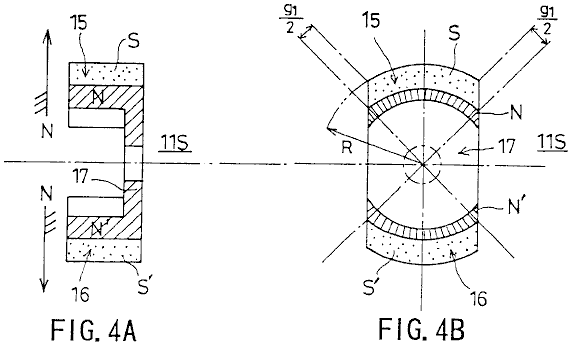 15
S
N
N
11S
17
N
N'
16
S'
FIG. 4A
g1/2
g1/2
15
S
N
R
17
11S
N'
S'
16
FIG. 4B